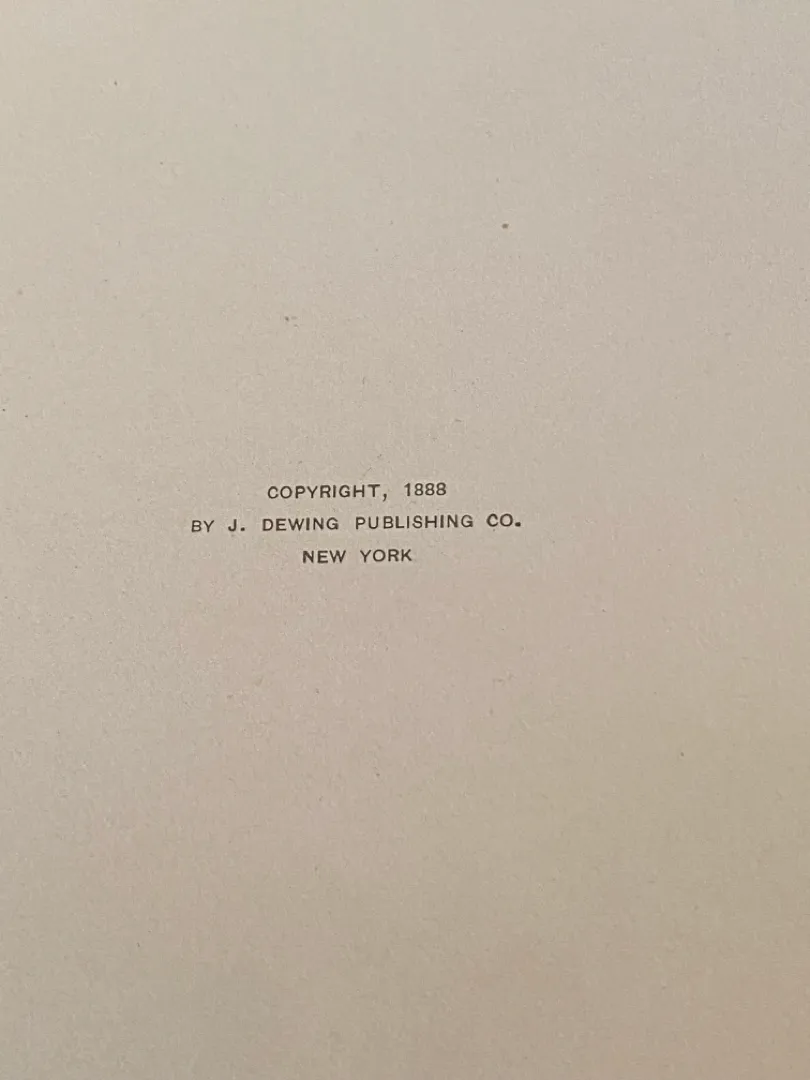 COPYRIGHT, 1888
BY J. DEWING PUBLISHING CO.
NEW YORK